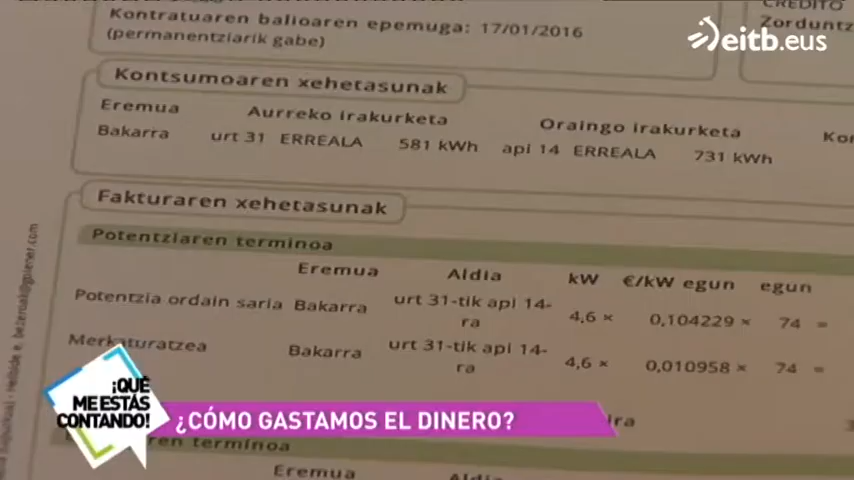 Kontratuaren balioaren epemuga: 17/01/2016
(permanentziarik gabe)
CREDITO
Zorduntz
eitb.eus
Kontsumoaren xehetasunak
Eremua Aurreko irakurketa Oraingo irakurketa
Bakarra urt 31 ERREALA 581 kWh api 14 ERREALA 731 kWh
Fakturaren xehetasunak
Potentziaren terminoa
Eremua Aldia kW €/kW egun egun
Potentzia ordain saria Bakarra urt 31-tik api 14-ra 4,6 × 0,104229 × 74 =
Merkaturatzea Bakarra urt 31-tik api 14-ra 4,6 × 0,010958 × 74 =
¡QUÉ
ME ESTÁS
CONTANDO!
¿CÓMO GASTAMOS EL DINERO?
terminoa
Eremua Aldia